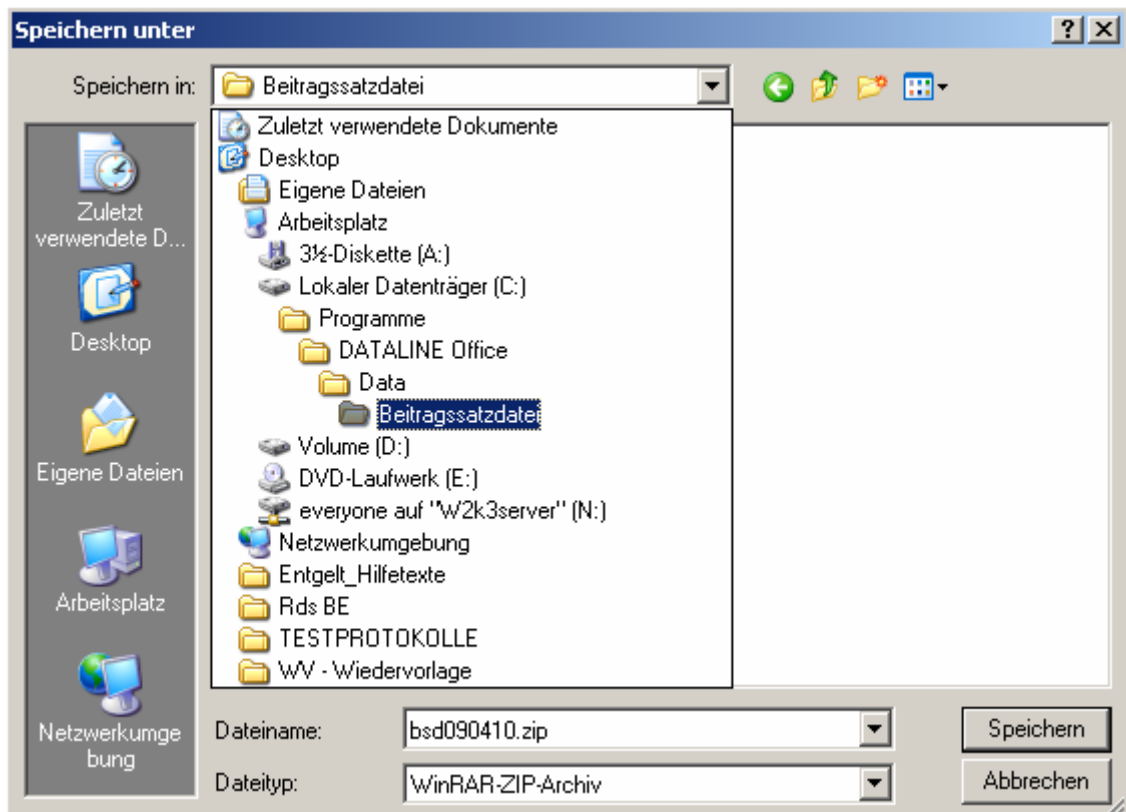 Speichern unter
Speichern in:
Beitragssatzdatei
Zuletzt verwendete Dokumente
Desktop
Eigene Dateien
Arbeitsplatz
3½-Diskette (A:)
Lokaler Datenträger (C:)
Programme
DATALINE Office
Data
Beitragssatzdatei
Volume (D:)
DVD-Laufwerk (E:)
everyone auf "W2k3server" (N:)
Netzwerkumgebung
Entgelt_Hilfetexte
Rds BE
TESTPROTOKOLLE
WV - Wiedervorlage
Zuletzt
verwendete D...
Desktop
Eigene Dateien
Arbeitsplatz
Netzwerkumge
bung
Dateiname:
bsd090410.zip
Speichern
Dateityp:
WinRAR-ZIP-Archiv
Abbrechen